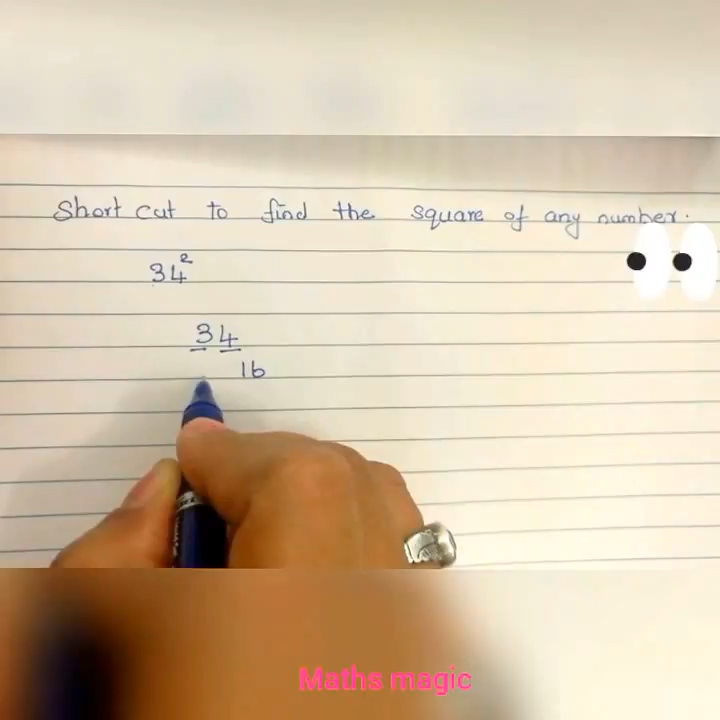 Short cut to find the square of any number.
34²
34
16
Maths magic